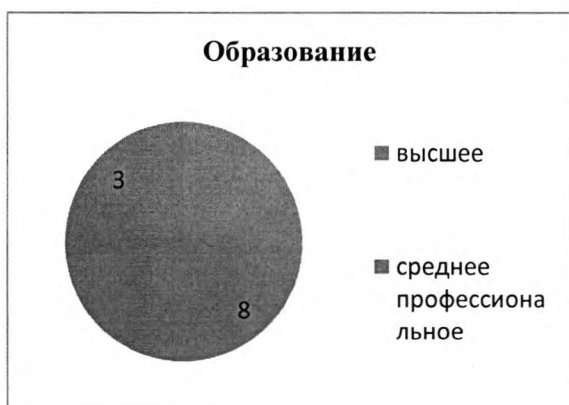 Образование
3
8
высшее
среднее
профессиона
льное